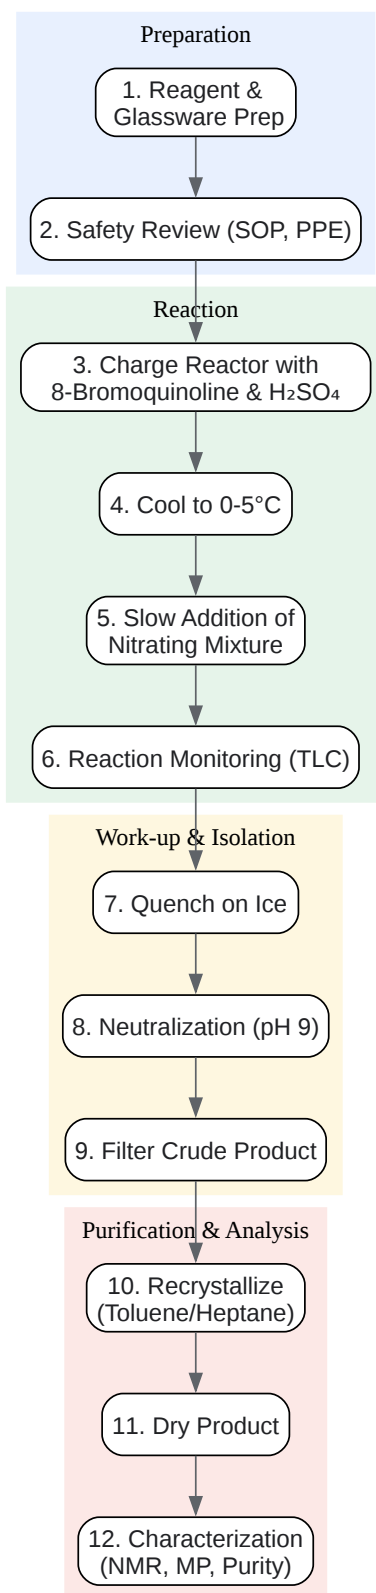 Preparation
1. Reagent &
Glassware Prep
2. Safety Review (SOP, PPE)
Reaction
3. Charge Reactor with
8-Bromoquinoline & H₂SO₄
4. Cool to 0-5°C
5. Slow Addition of
Nitrating Mixture
6. Reaction Monitoring (TLC)
Work-up & Isolation
7. Quench on Ice
8. Neutralization (pH 9)
9. Filter Crude Product
Purification & Analysis
10. Recrystallize
(Toluene/Heptane)
11. Dry Product
12. Characterization
(NMR, MP, Purity)